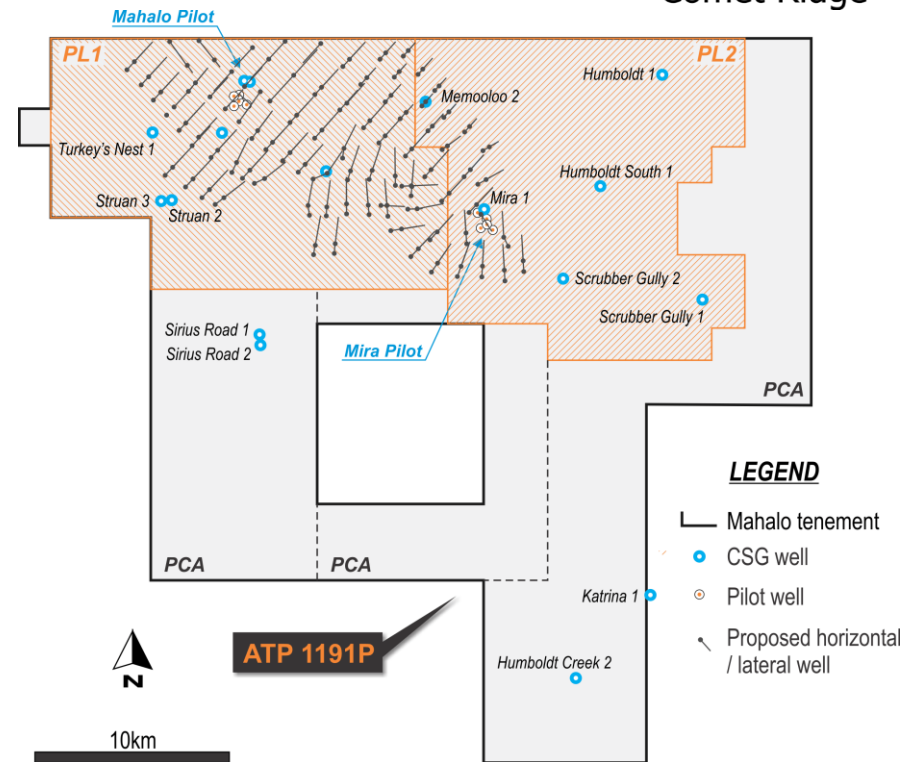 Comet Ridge
Mahalo Pilot
PL1
PL2
Humboldt 1
Memooloo 2
Turkey's Nest 1
Humboldt South 1
Struan 3
Struan 2
Mira 1
Scrubber Gully 2
Scrubber Gully 1
Sirius Road 1
Sirius Road 2
Mira Pilot
PCA
LEGEND
Mahalo tenement
CSG well
PCA
PCA
Katrina 1
Pilot well
Proposed horizontal
/ lateral well
ATP 1191P
Humboldt Creek 2
N
10km